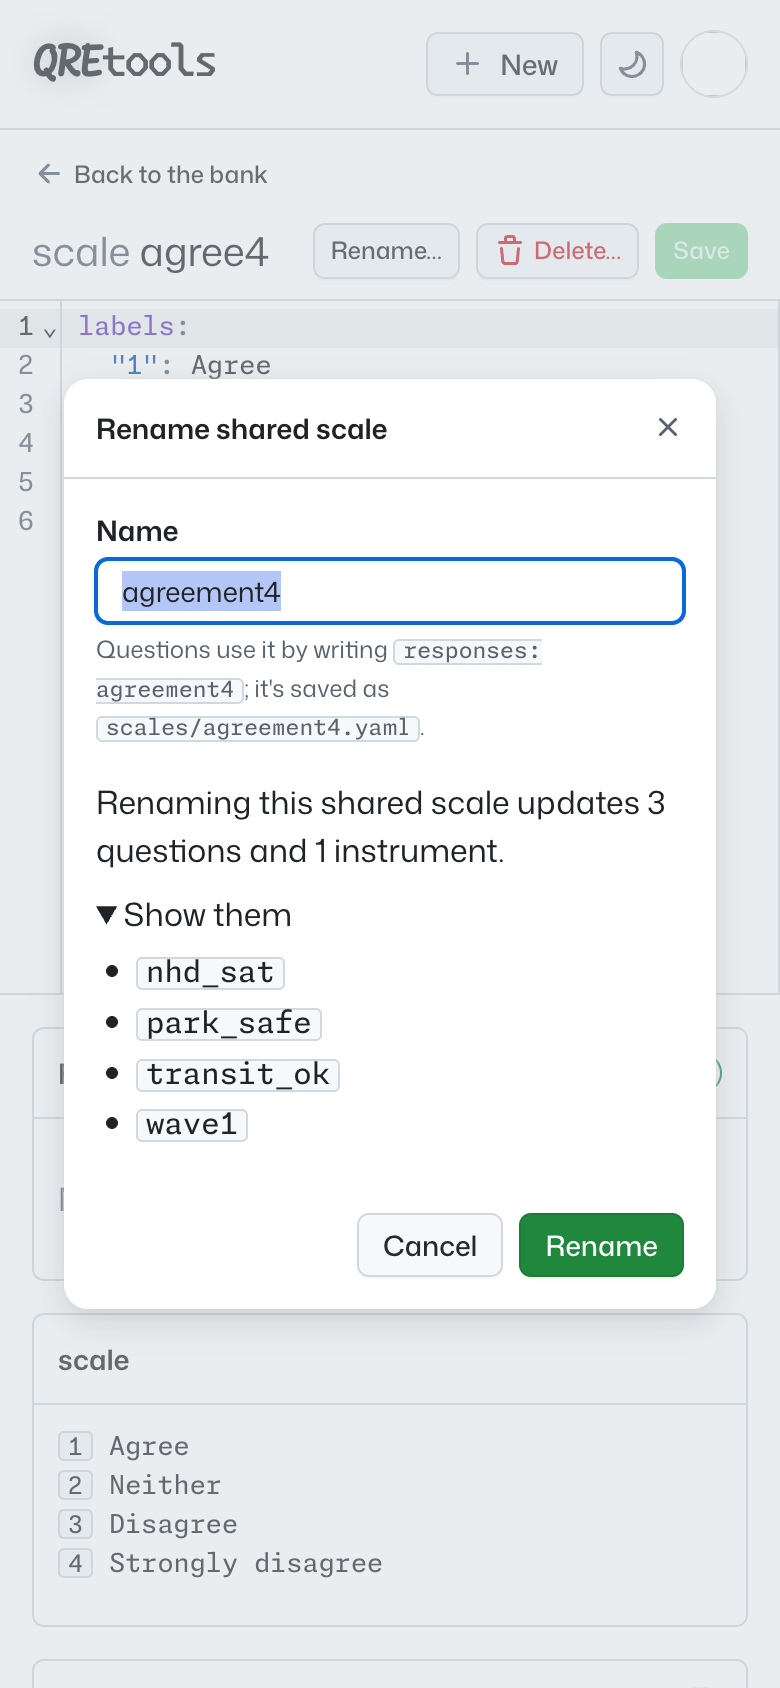 QREtools
New
Back to the bank
scale agree4
Rename...
Delete...
Save
1 labels:
2 "1": Agree
3
4
5
6
Rename shared scale
Name
agreement4
Questions use it by writing responses:
agreement4; it's saved as
scales/agreement4.yaml.
Renaming this shared scale updates 3
questions and 1 instrument.
Show them
nhd_sat
park_safe
transit_ok
wave1
Cancel
Rename
scale
1 Agree
2 Neither
3 Disagree
4 Strongly disagree